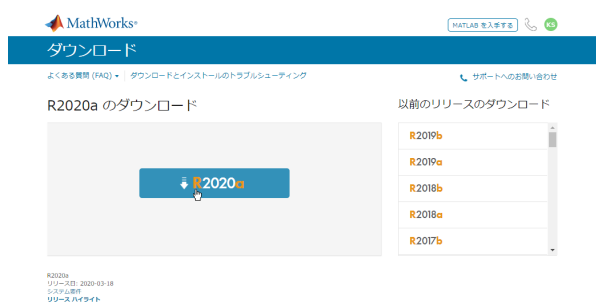 MathWorks®
MATLAB を入手する
KS
ダウンロード
よくある質問 (FAQ)
ダウンロードとインストールのトラブルシューティング
サポートへのお問い合わせ
R2020a のダウンロード
R2020a
以前のリリースのダウンロード
R2019b
R2019a
R2018b
R2018a
R2017b
R2020a
リリース日: 2020-03-18
システム要件
リリース ハイライト